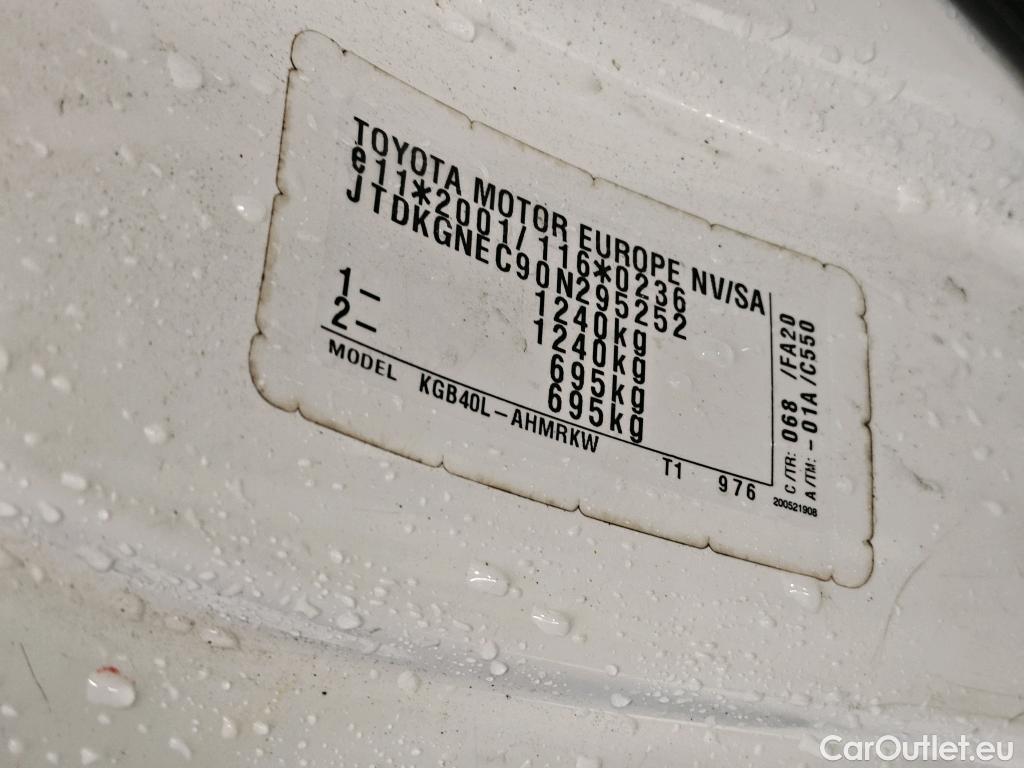 TOYOTA MOTOR EUROPE NV/SA
e11*2001/116*0236
JTDKGNEC90N295252
1240kg
1240kg
1- 695kg
2- 695kg
MODEL KGB40L-AHMRKW
T1 976
C/TR: 068 /FA20
A/TM: -01A /C550
200521908
CarOutlet.eu